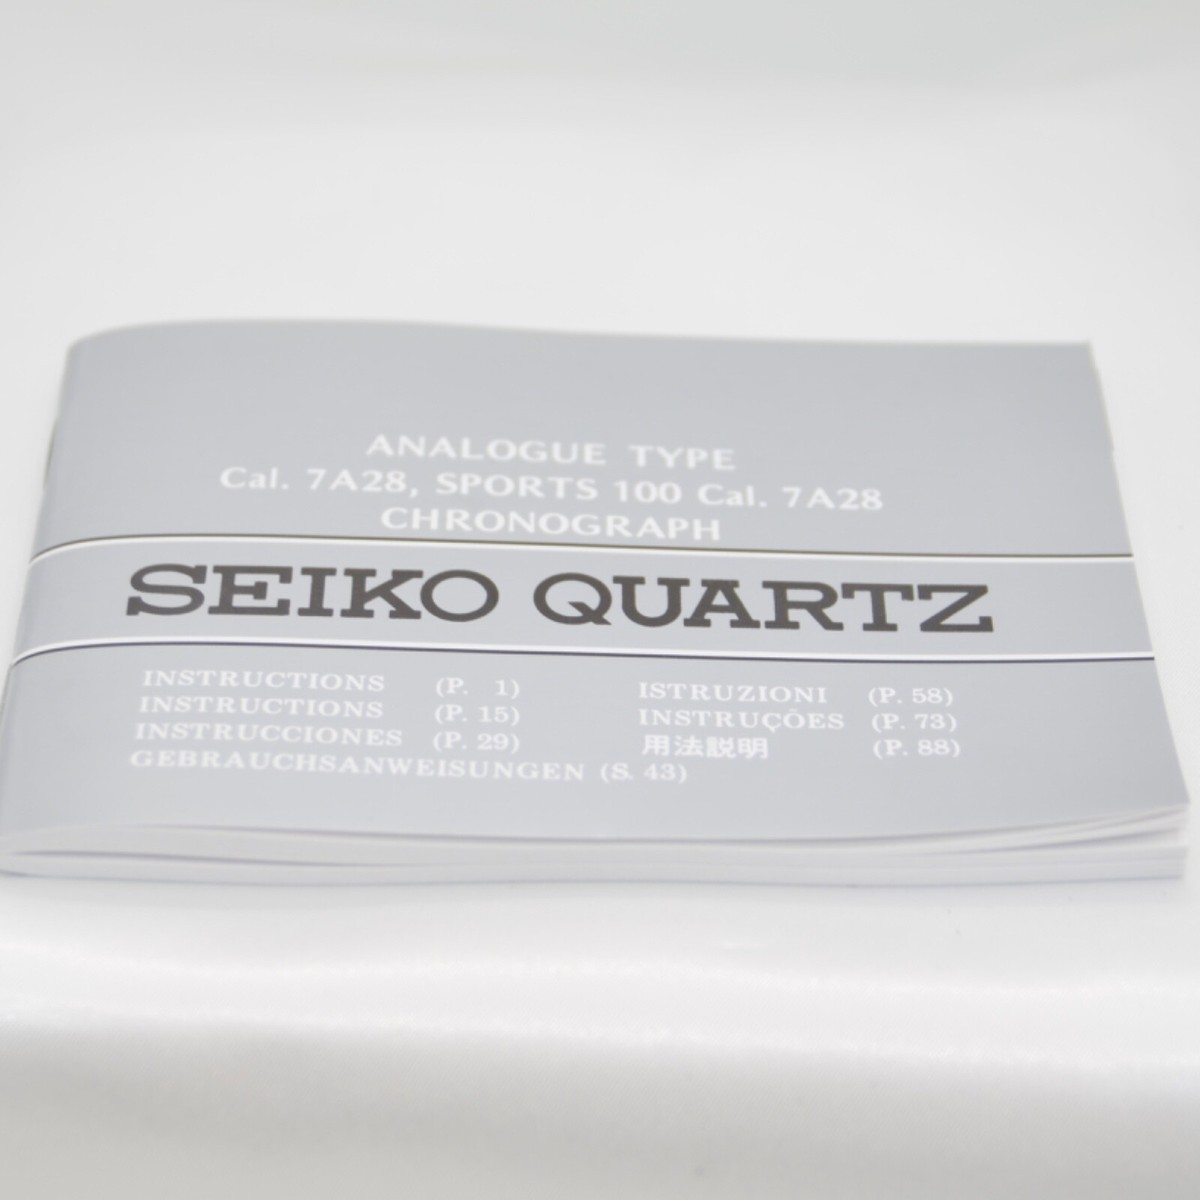 ANALOGUE TYPE
Cal. 7A28, SPORTS 100 Cal. 7A28
CHRONOGRAPH
SEIKO QUARTZ
INSTRUCTIONS (P. 1)
INSTRUCTIONS (P. 15)
INSTRUCCIONES (P. 29)
GEBRAUCHSANWEISUNGEN (S. 43)
ISTRUZIONI (P. 58)
INSTRUÇÕES (P. 73)
用法説明 (P. 88)